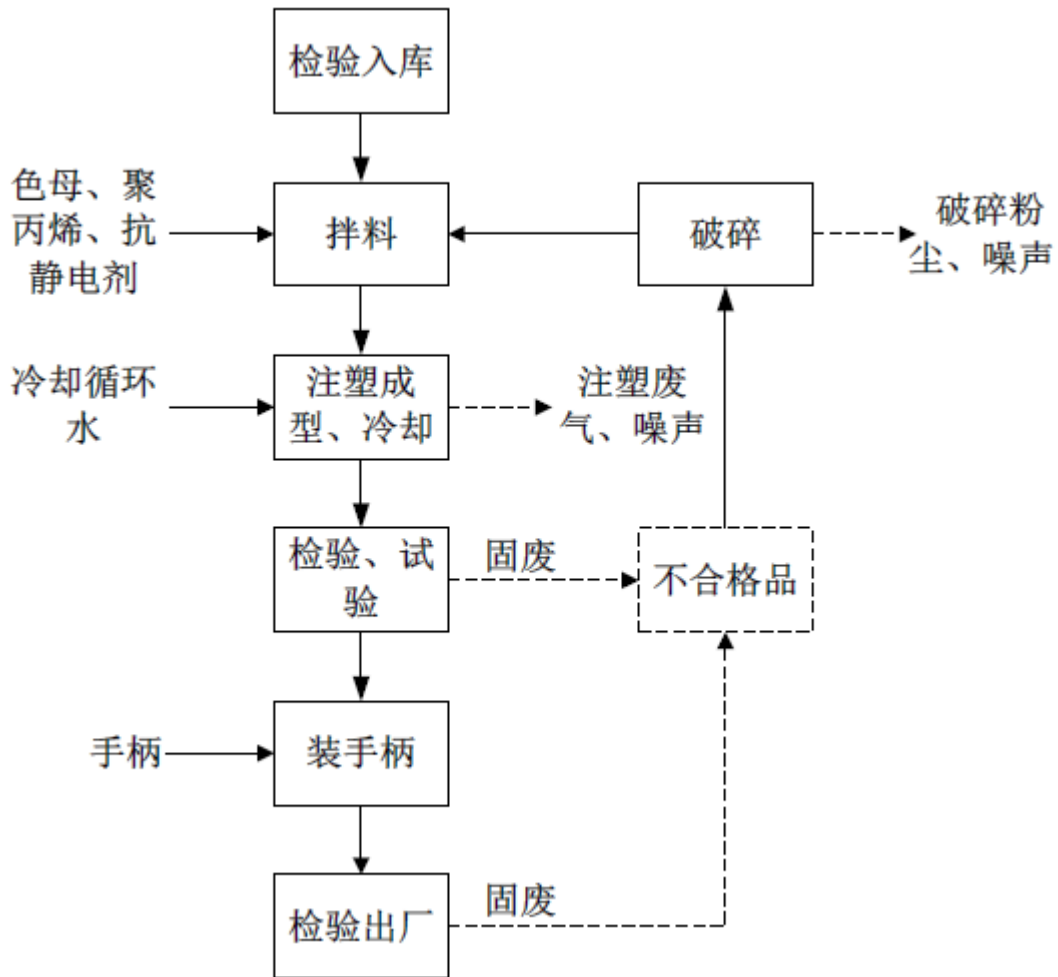 检验入库
色母、聚
丙烯、抗
静电剂
拌料
破碎
破碎粉
尘、噪声
冷却循环
水
注塑成
型、冷却
注塑废
气、噪声
检验、试
验
固废
不合格品
手柄
装手柄
检验出厂
固废